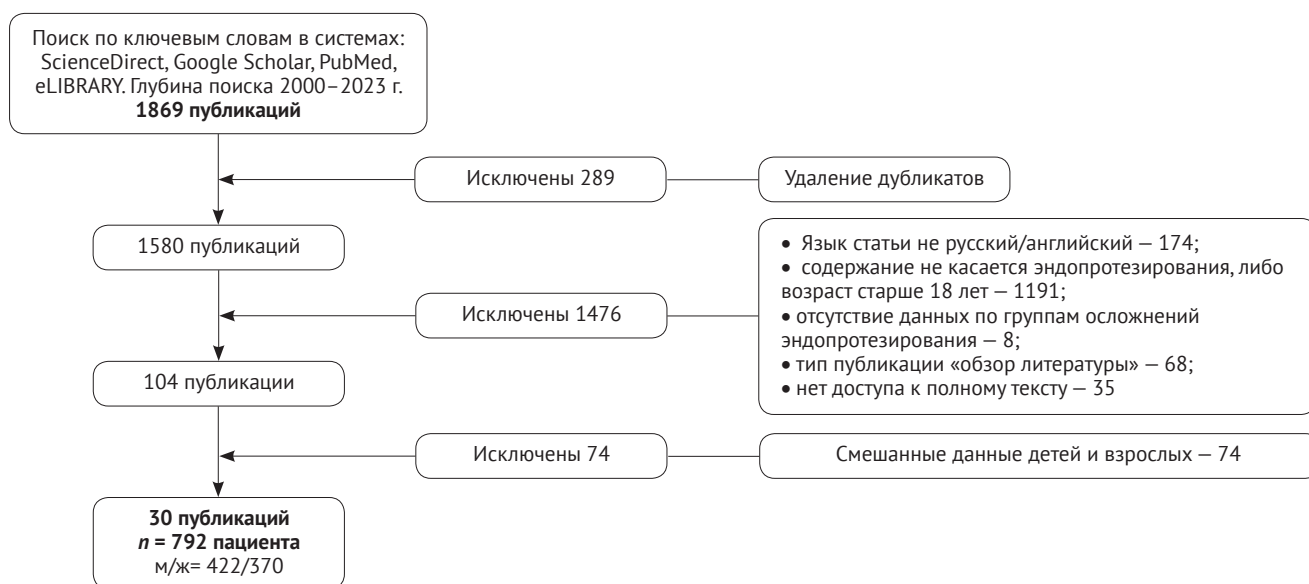 Поиск по ключевым словам в системах:
ScienceDirect, Google Scholar, PubMed,
eLIBRARY. Глубина поиска 2000–2023 г.
1869 публикаций
Исключены 289
Удаление дубликатов
1580 публикаций
• Язык статьи не русский/английский — 174;
• содержание не касается эндопротезирования, либо
возраст старше 18 лет — 1191;
• отсутствие данных по группам осложнений
эндопротезирования — 8;
• тип публикации «обзор литературы» — 68;
• нет доступа к полному тексту — 35
Исключены 1476
104 публикации
Исключены 74
Смешанные данные детей и взрослых — 74
30 публикаций
n = 792 пациента
м/ж= 422/370